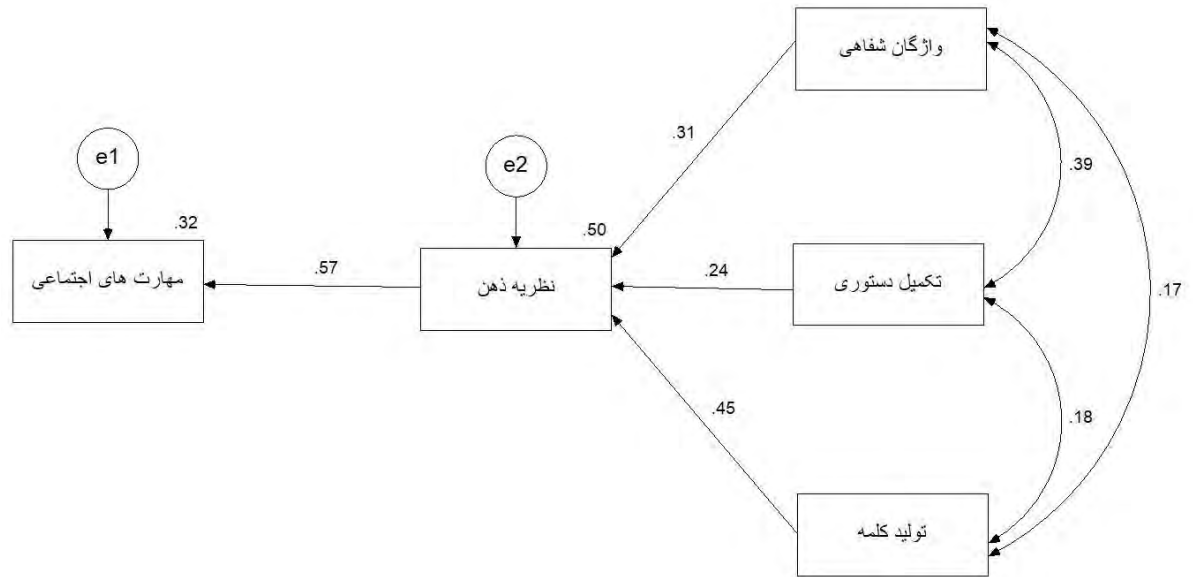 واژگان شفاهی
.31
.39
e1
e2
.32
.50
مهارت های اجتماعی
.57
نظریه ذهن
.24
تکمیل دستوری
.17
.45
.18
تولید کلمه